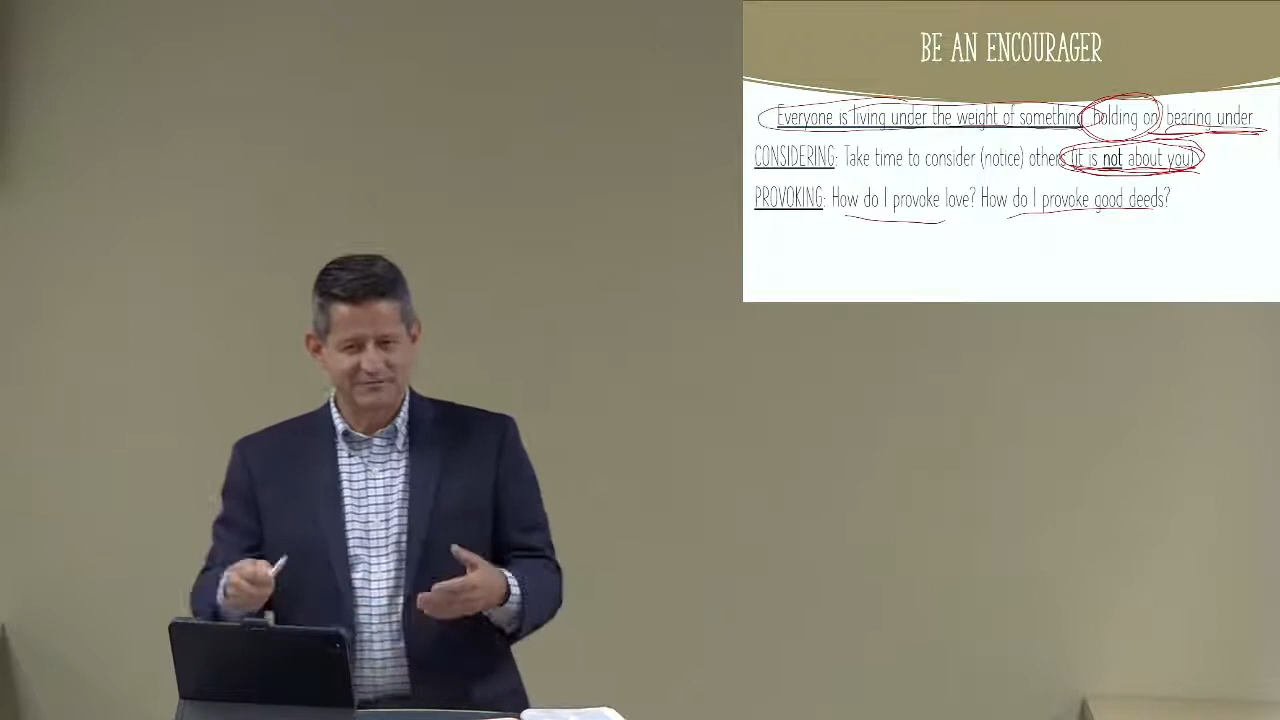 BE AN ENCOURAGER
Everyone is living under the weight of something holding on bearing under
CONSIDERING: Take time to consider (notice) others (it is not about you)
PROVOKING: How do I provoke love? How do I provoke good deeds?